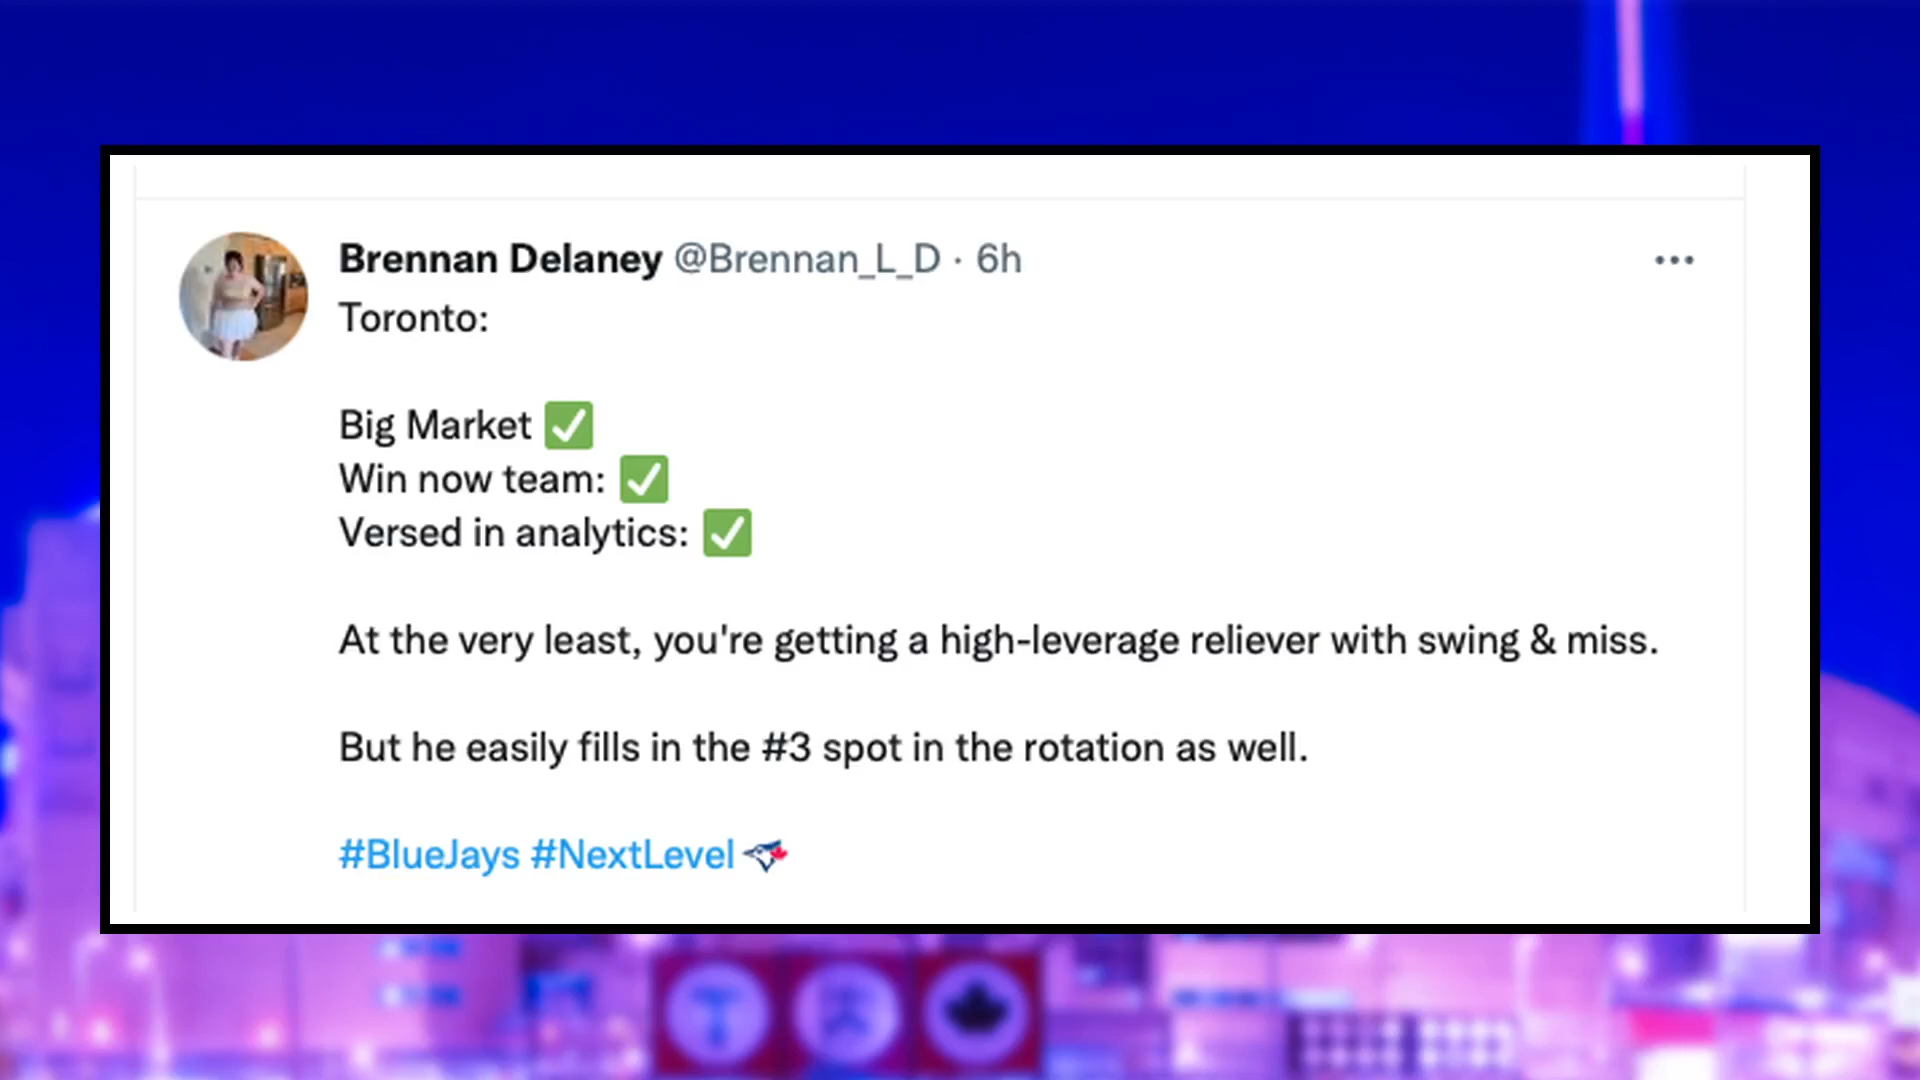 Brennan Delaney @Brennan_L_D · 6h
Toronto:
Big Market ✅
Win now team: ✅
Versed in analytics: ✅
At the very least, you're getting a high-leverage reliever with swing & miss.
But he easily fills in the #3 spot in the rotation as well.
#BlueJays #NextLevel